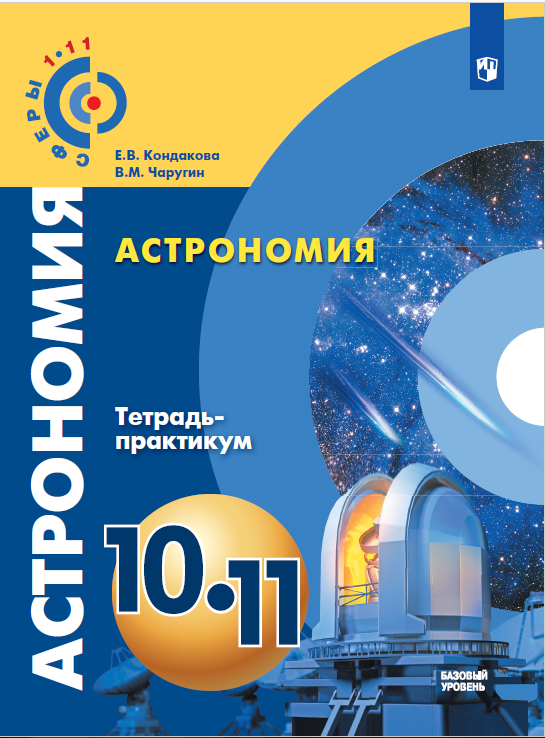 СФЕРЫ 1•11
Е.В. Кондакова
В.М. Чаругин
АСТРОНОМИЯ
АСТРОНОМИЯ
Тетрадь-
практикум
10•11
БАЗОВЫЙ
УРОВЕНЬ